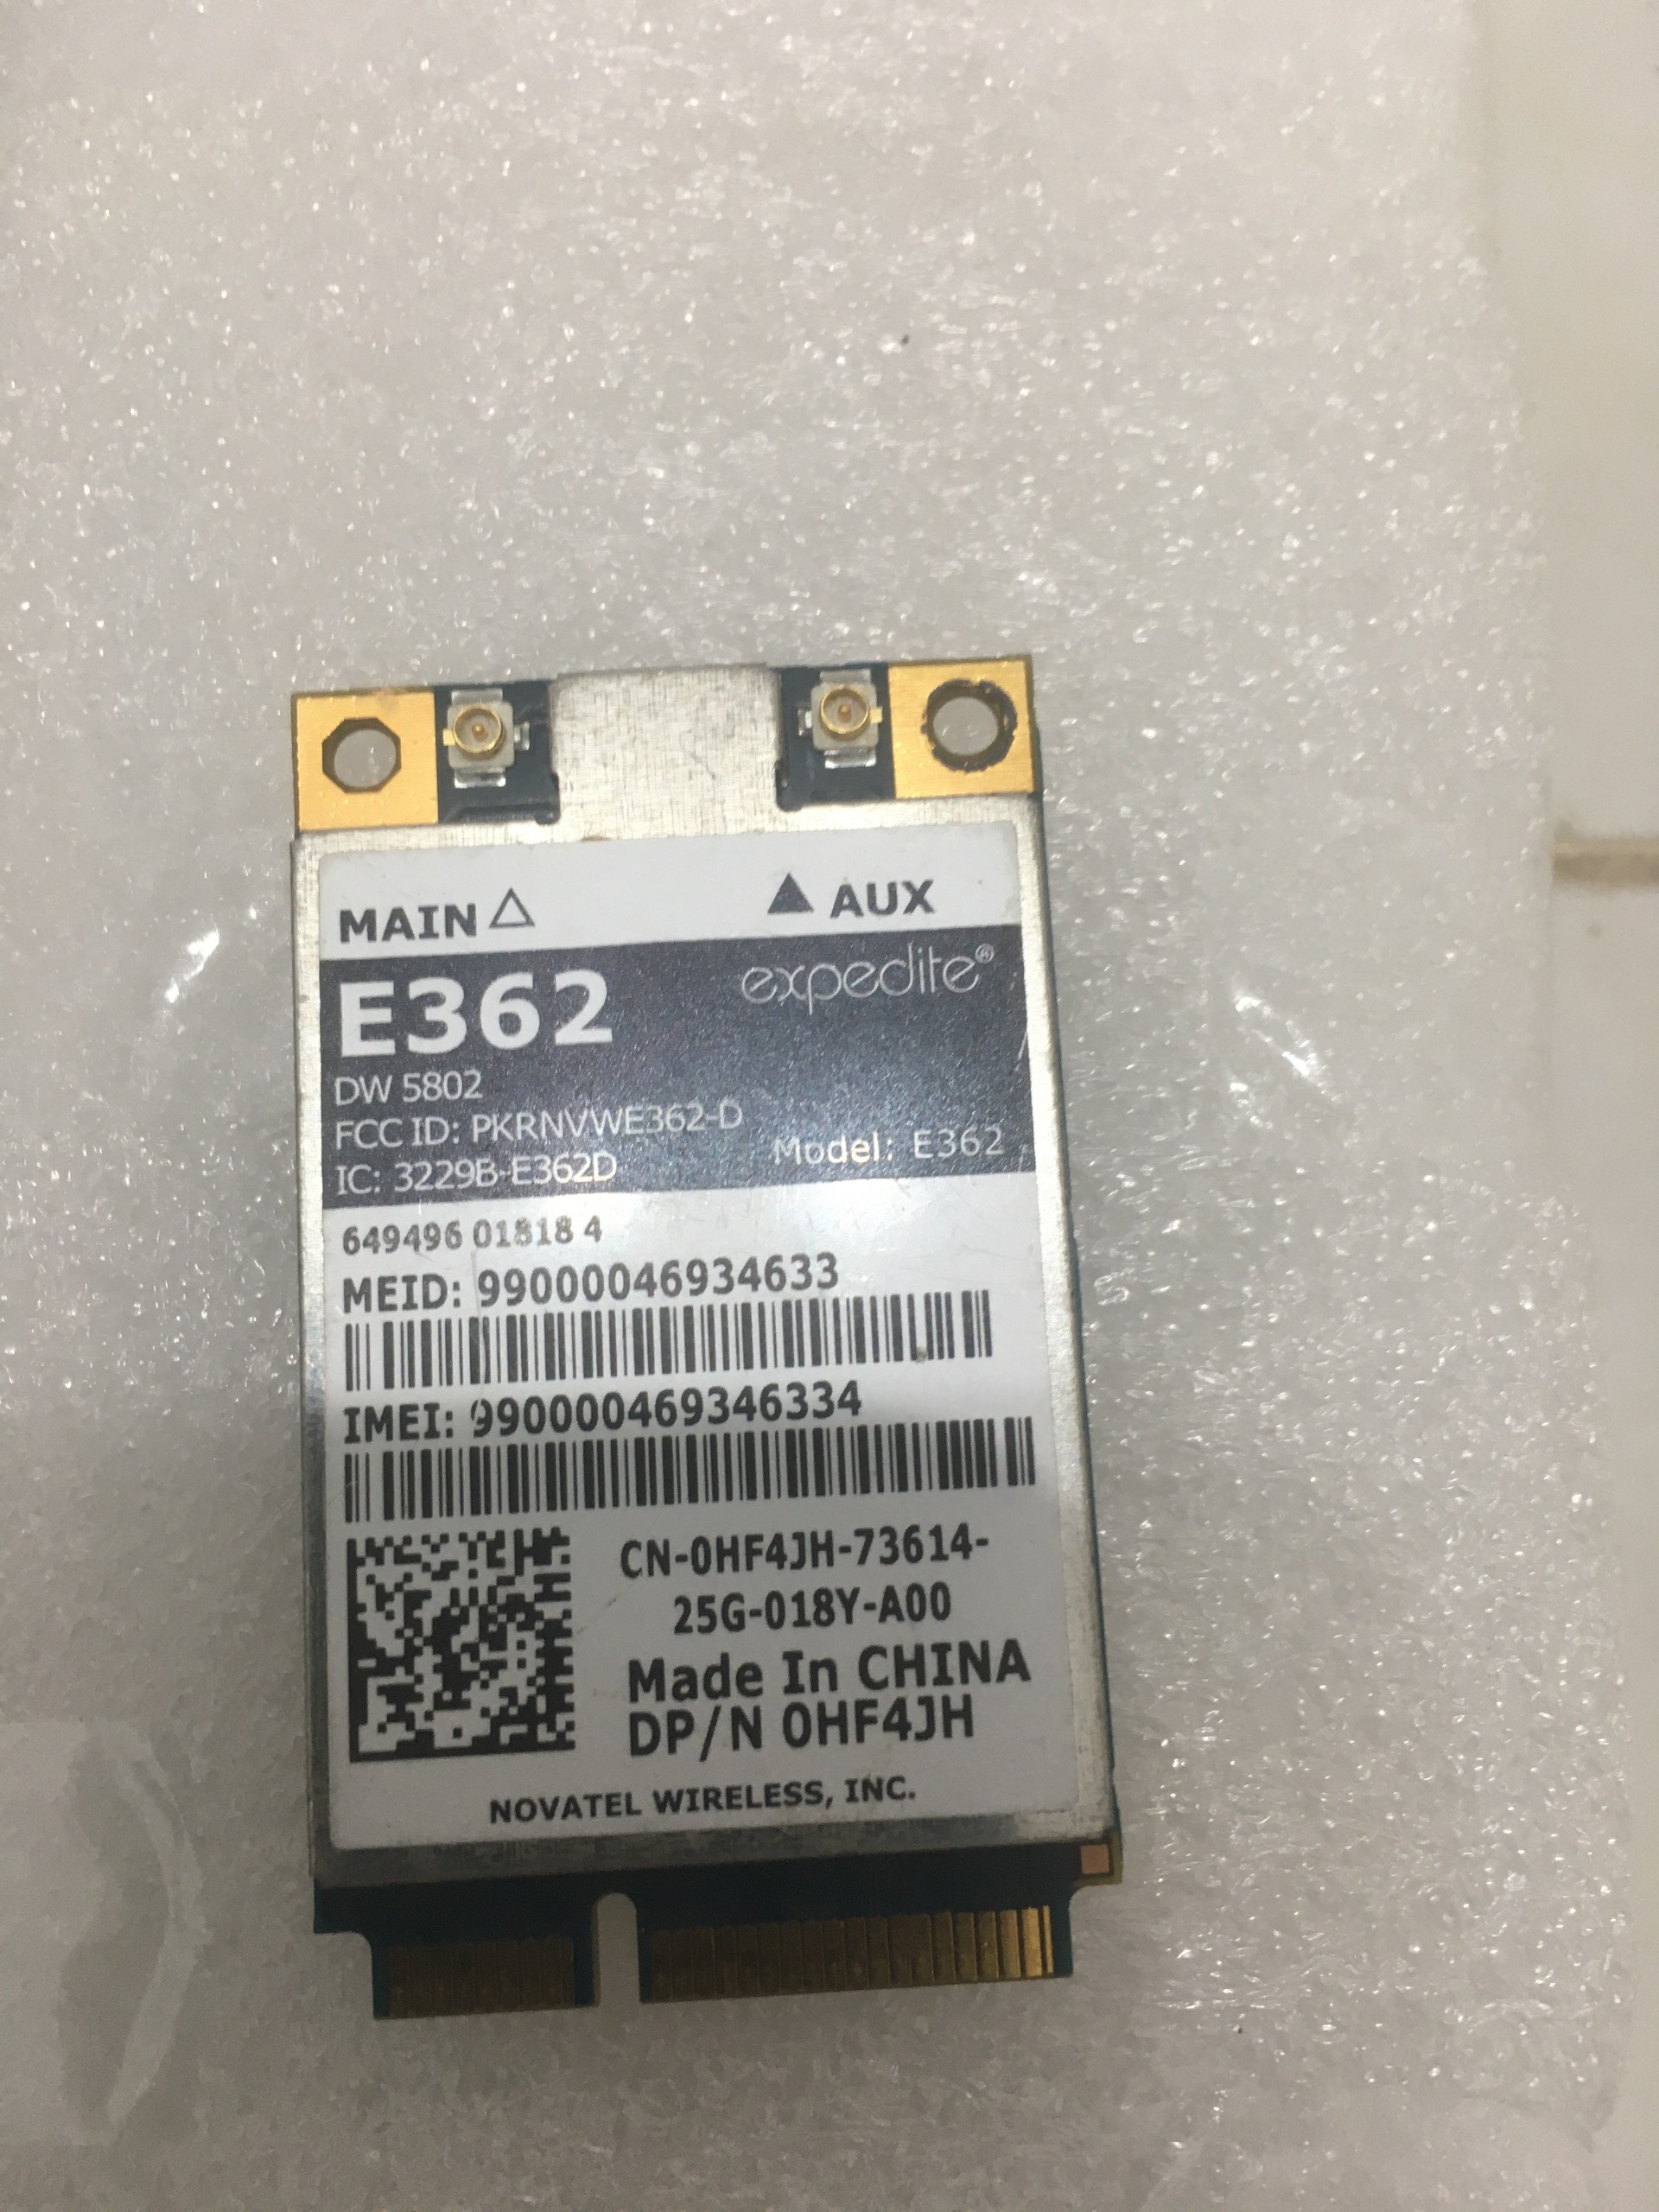 MAIN △ ▲ AUX
E362 expedite®
DW 5802
FCC ID: PKRNVWE362-D
IC: 3229B-E362D Model: E362
649496 01818 4
MEID: 99000046934633
IMEI: 990000469346334
CN-0HF4JH-73614-
25G-018Y-A00
Made In CHINA
DP/N 0HF4JH
NOVATEL WIRELESS, INC.